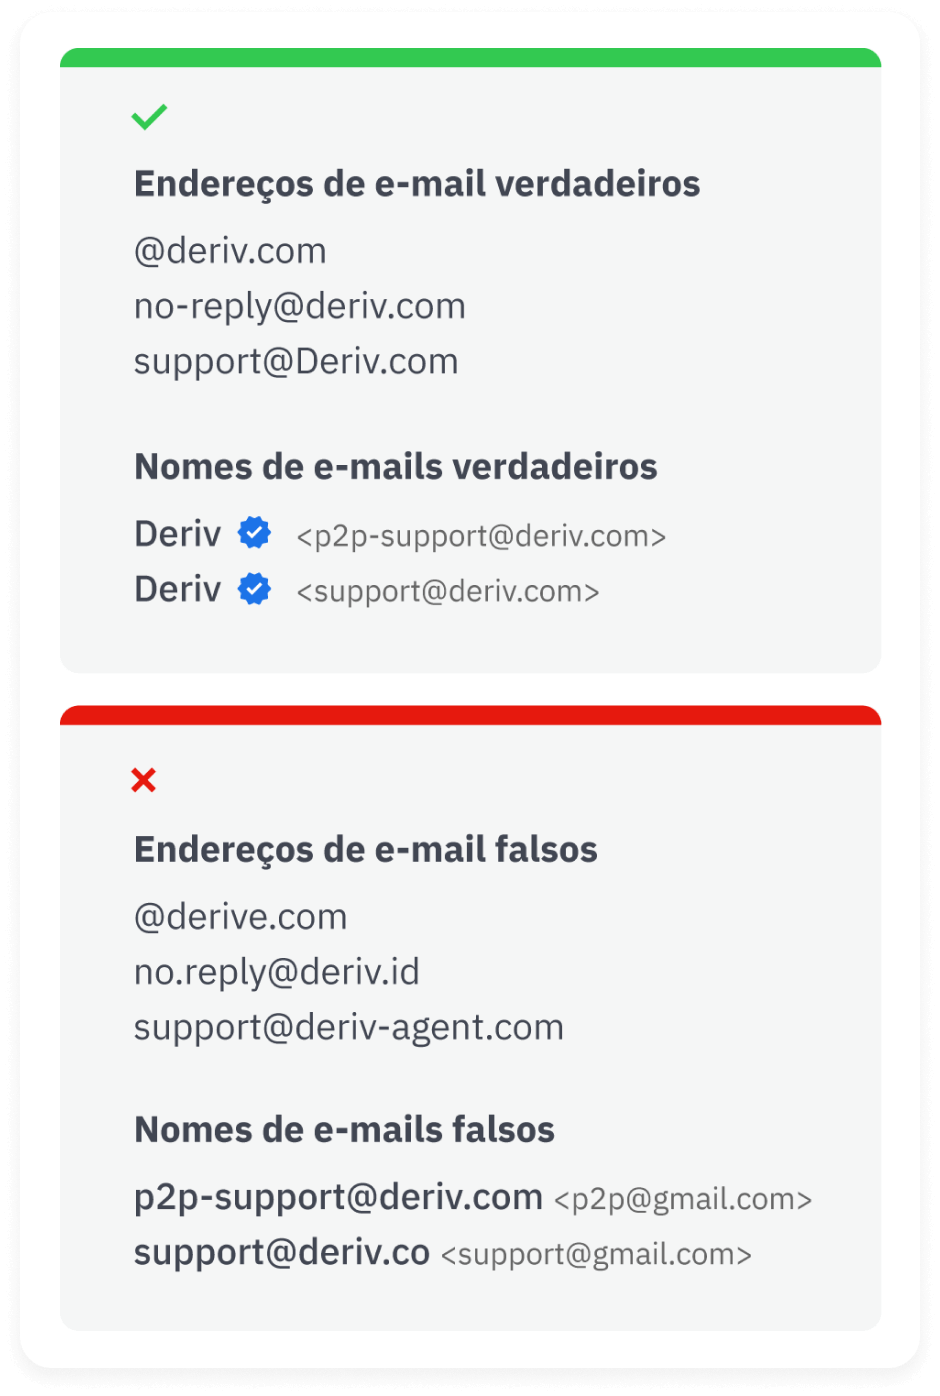 Endereços de e-mail verdadeiros
@deriv.com
no-reply@deriv.com
support@Deriv.com
Nomes de e-mails verdadeiros
Deriv <p2p-support@deriv.com>
Deriv <support@deriv.com>
Endereços de e-mail falsos
@derive.com
no.reply@deriv.id
support@deriv-agent.com
Nomes de e-mails falsos
p2p-support@deriv.com <p2p@gmail.com>
support@deriv.co <support@gmail.com>